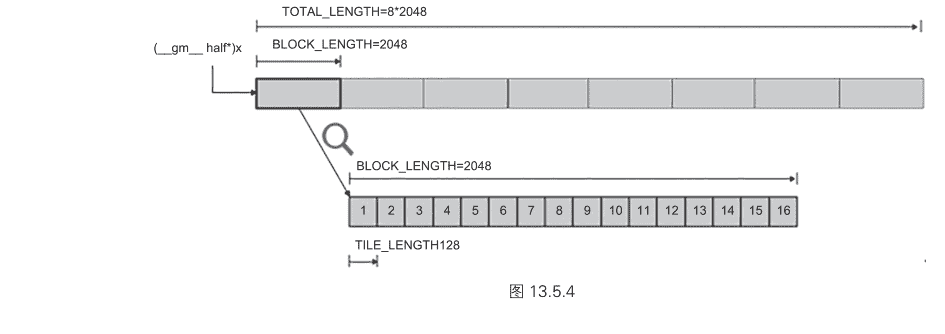 TOTAL_LENGTH=8*2048
(__gm__ half*)x
BLOCK_LENGTH=2048
BLOCK_LENGTH=2048
1 2 3 4 5 6 7 8 9 10 11 12 13 14 15 16
TILE_LENGTH128
图 13.5.4